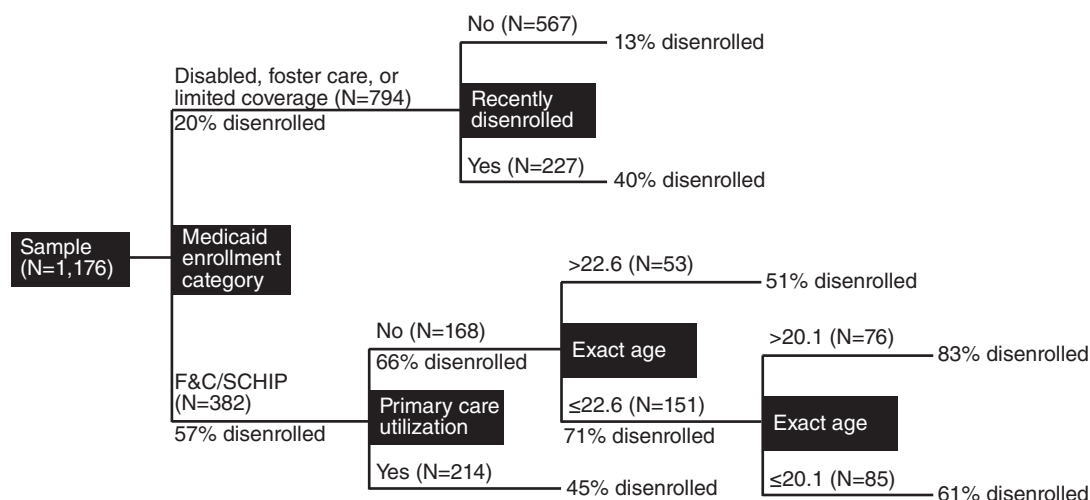 Sample
(N=1,176)
Medicaid
enrollment
category
Disabled, foster care, or
limited coverage (N=794)
20% disenrolled
Recently
disenrolled
No (N=567)
13% disenrolled
Yes (N=227)
40% disenrolled
F&C/SCHIP
(N=382)
57% disenrolled
Primary care
utilization
No (N=168)
66% disenrolled
Exact age
>22.6 (N=53)
51% disenrolled
≤22.6 (N=151)
71% disenrolled
Exact age
>20.1 (N=76)
83% disenrolled
≤20.1 (N=85)
61% disenrolled
Yes (N=214)
45% disenrolled